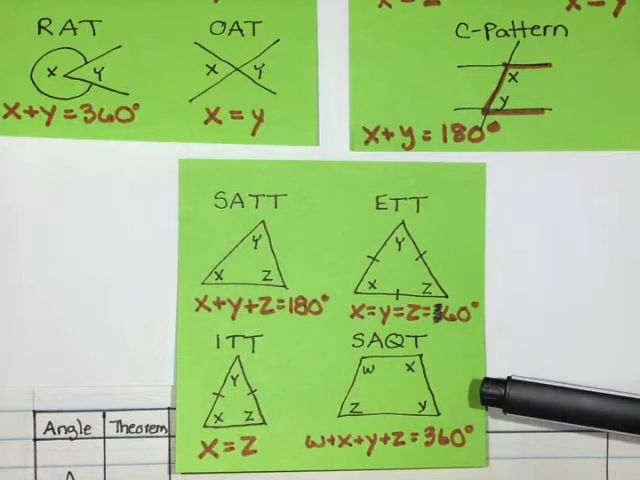 RAT OAT C-Pattern
X Y X Y X
Y
X+Y=360° X=Y X+Y=180°
SATT ETT
Y Y
X Z X Z
X+Y+Z=180° X=Y=Z=60°
ITT SAQT
Y W X
X Z Z Y
X=Z W+X+Y+Z=360°
Angle Theorem